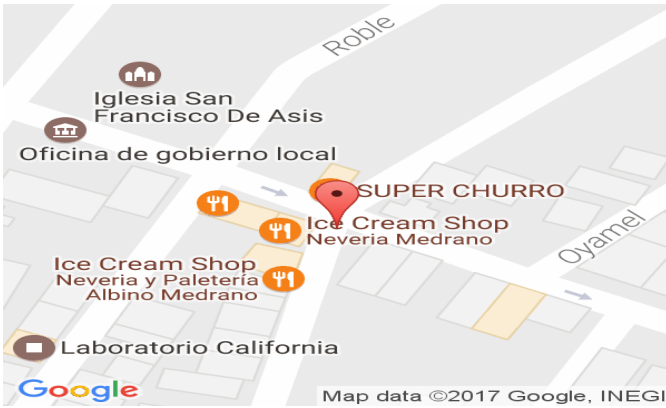 Roble
Iglesia San
Francisco De Asis
Oficina de gobierno local
SUPER CHURRO
Ice Cream Shop
Neveria Medrano
Oyamel
Ice Cream Shop
Neveria y Paletería
Albino Medrano
Laboratorio California
Google
Map data ©2017 Google, INEGI